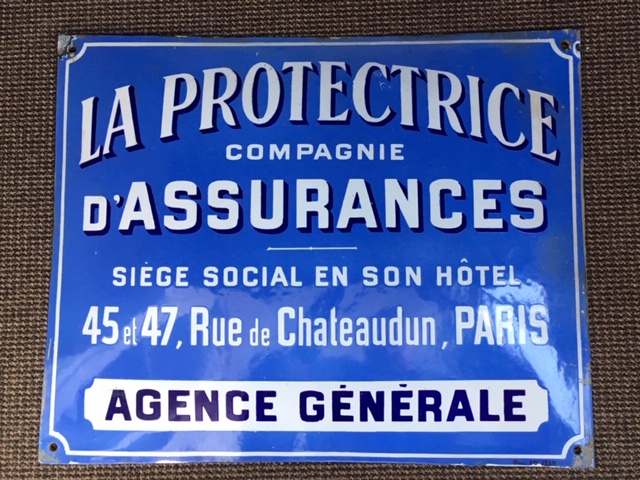 LA PROTECTRICE
COMPAGNIE
D'ASSURANCES
SIÈGE SOCIAL EN SON HÔTEL
45 et 47, Rue de Chateaudun, PARIS
AGENCE GÉNÉRALE